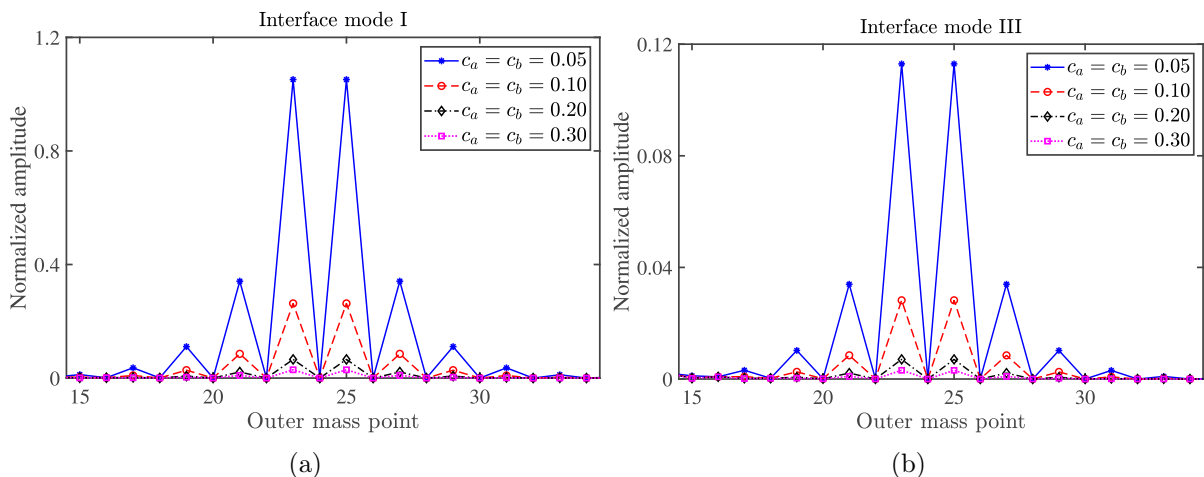 Interface mode I
1.2
0.8
0.4
0
Normalized amplitude
c_a = c_b = 0.05
c_a = c_b = 0.10
c_a = c_b = 0.20
c_a = c_b = 0.30
15 20 25 30
Outer mass point
(a)
Interface mode III
0.12
0.08
0.04
0
Normalized amplitude
c_a = c_b = 0.05
c_a = c_b = 0.10
c_a = c_b = 0.20
c_a = c_b = 0.30
15 20 25 30
Outer mass point
(b)